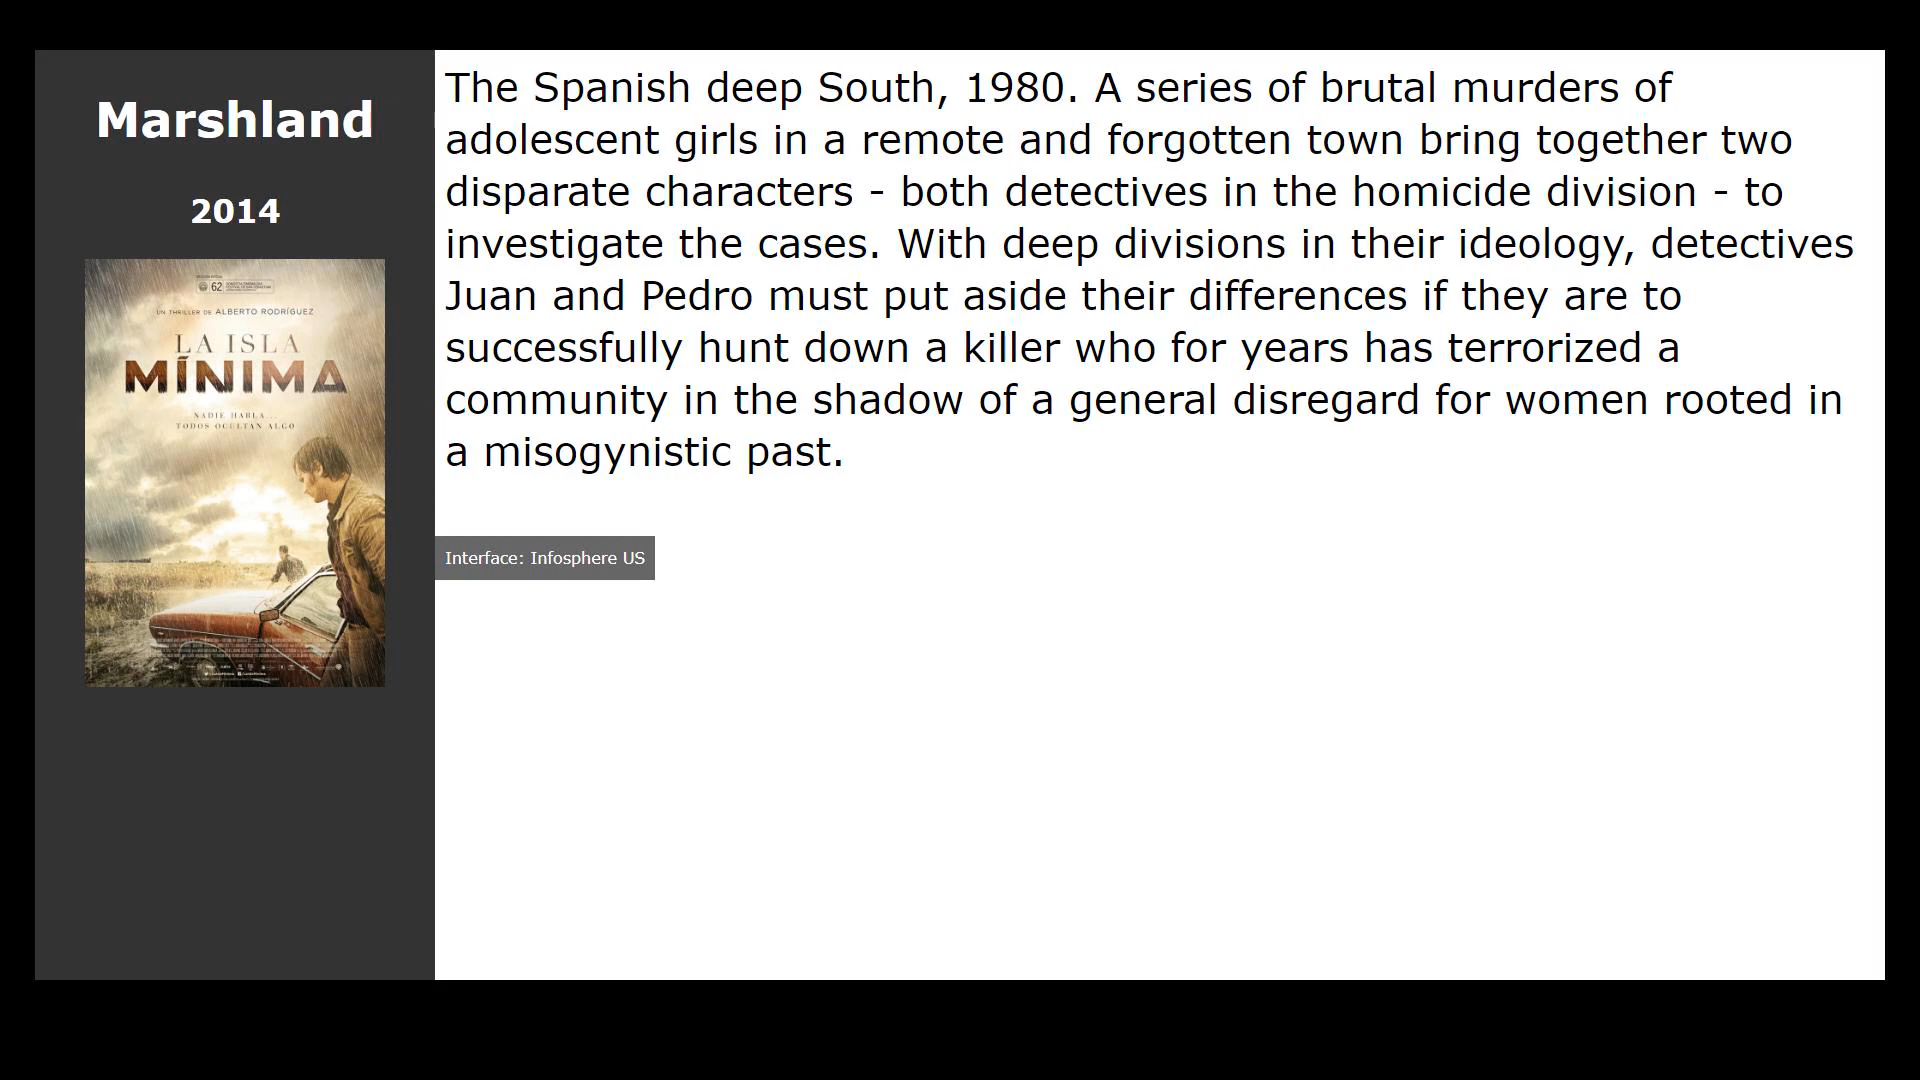 Marshland
2014
62
UN THRILLER DE ALBERTO RODRÍGUEZ
LA ISLA
MÍNIMA
NADIE HABLA...
TODOS OCULTAN ALGO
The Spanish deep South, 1980. A series of brutal murders of
adolescent girls in a remote and forgotten town bring together two
disparate characters - both detectives in the homicide division - to
investigate the cases. With deep divisions in their ideology, detectives
Juan and Pedro must put aside their differences if they are to
successfully hunt down a killer who for years has terrorized a
community in the shadow of a general disregard for women rooted in
a misogynistic past.
Interface: Infosphere US